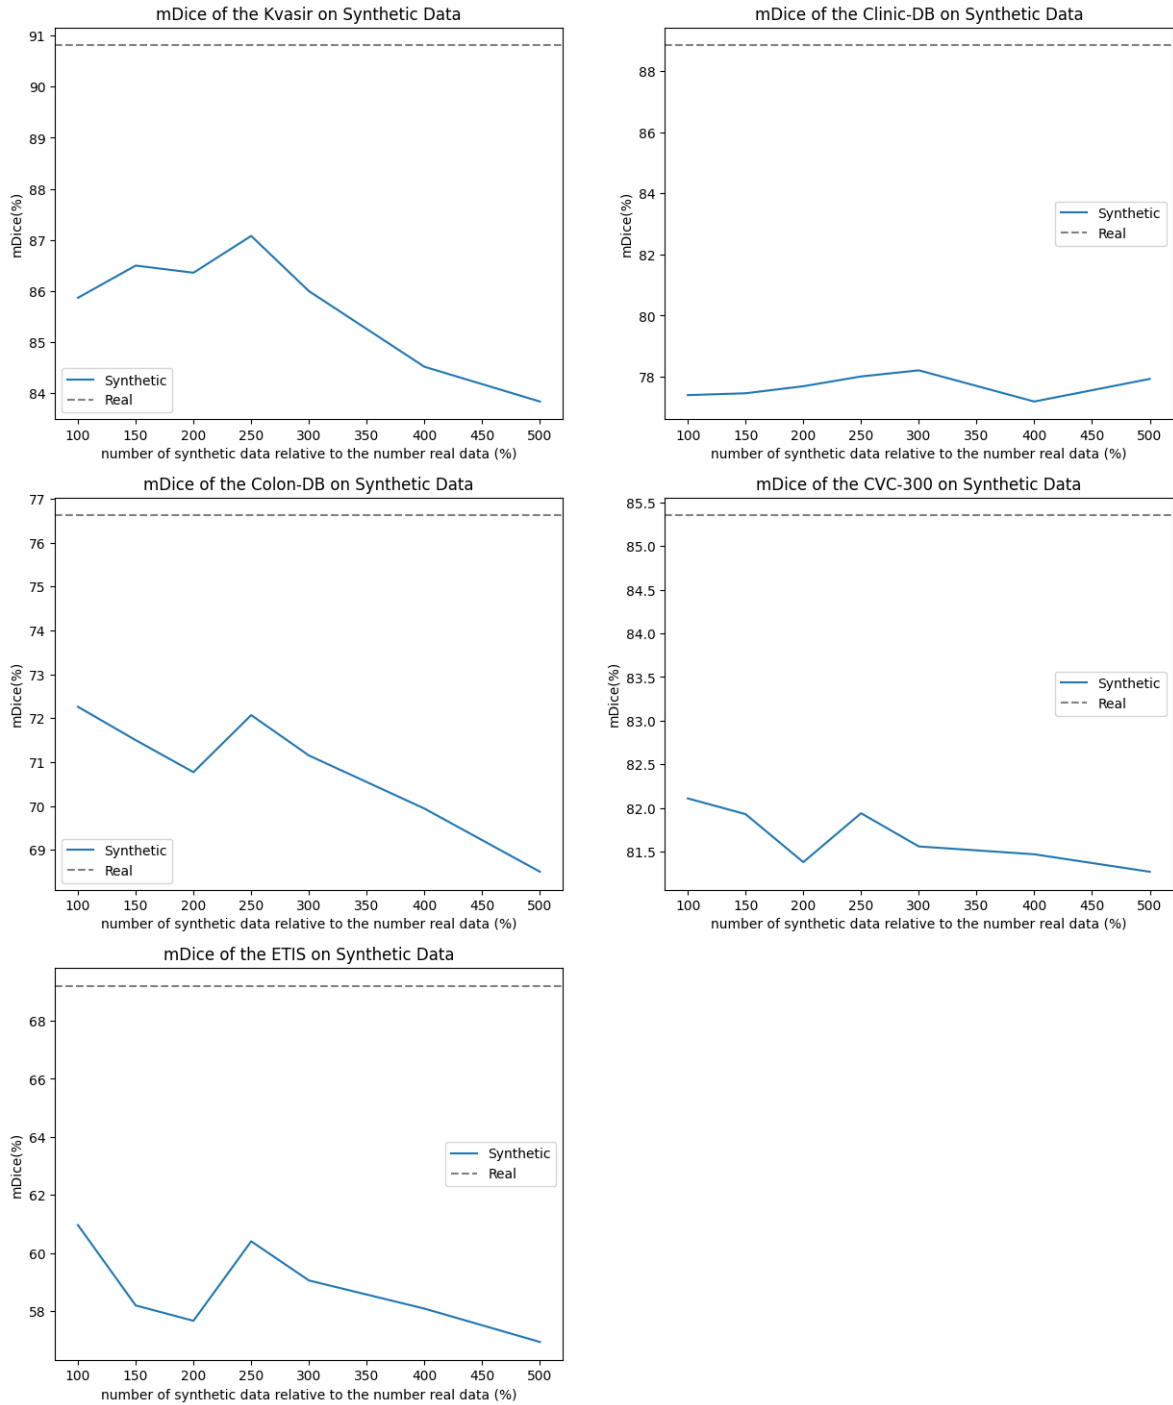 mDice of the Kvasir on Synthetic Data
91
90
89
88
87
86
85
84
mDice(%)
Synthetic
Real
100 150 200 250 300 350 400 450 500
number of synthetic data relative to the number real data (%)
mDice of the Clinic-DB on Synthetic Data
88
86
84
82
80
78
mDice(%)
Synthetic
Real
100 150 200 250 300 350 400 450 500
number of synthetic data relative to the number real data (%)
mDice of the Colon-DB on Synthetic Data
77
76
75
74
73
72
71
70
69
mDice(%)
Synthetic
Real
100 150 200 250 300 350 400 450 500
number of synthetic data relative to the number real data (%)
mDice of the CVC-300 on Synthetic Data
85.5
85.0
84.5
84.0
83.5
83.0
82.5
82.0
81.5
mDice(%)
Synthetic
Real
100 150 200 250 300 350 400 450 500
number of synthetic data relative to the number real data (%)
mDice of the ETIS on Synthetic Data
68
66
64
62
60
58
mDice(%)
Synthetic
Real
100 150 200 250 300 350 400 450 500
number of synthetic data relative to the number real data (%)